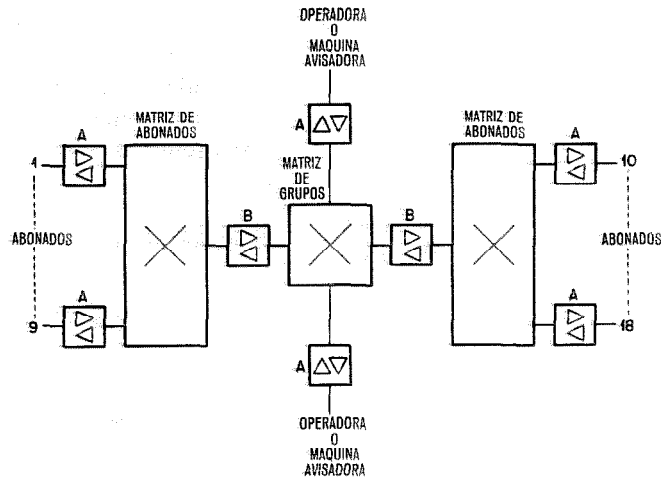 OPERADORA
O
MAQUINA
AVISADORA
A
MATRIZ DE
ABONADOS
A
1
ABONADOS
A
9
B
MATRIZ
DE
GRUPOS
B
MATRIZ DE
ABONADOS
A
10
ABONADOS
A
18
A
OPERADORA
O
MAQUINA
AVISADORA